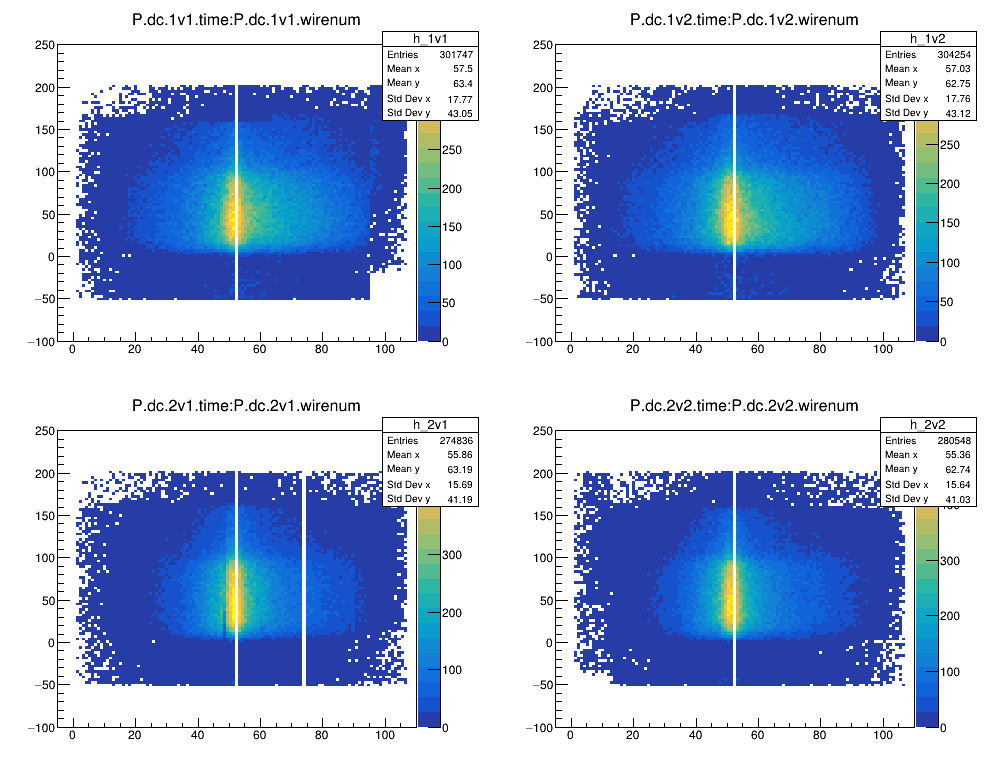 P.dc.1v1.time:P.dc.1v1.wirenum
h_1v1
Entries 301747
Mean x 57.5
Mean y 63.4
Std Dev x 17.77
Std Dev y 43.05
250
200
150
100
50
0
−50
−100
0 20 40 60 80 100
250
200
150
100
50
0
P.dc.1v2.time:P.dc.1v2.wirenum
h_1v2
Entries 304254
Mean x 57.03
Mean y 62.75
Std Dev x 17.76
Std Dev y 43.12
250
200
150
100
50
0
−50
−100
0 20 40 60 80 100
250
200
150
100
50
0
P.dc.2v1.time:P.dc.2v1.wirenum
h_2v1
Entries 274836
Mean x 55.86
Mean y 63.19
Std Dev x 15.69
Std Dev y 41.19
250
200
150
100
50
0
−50
−100
0 20 40 60 80 100
300
200
100
0
P.dc.2v2.time:P.dc.2v2.wirenum
h_2v2
Entries 280548
Mean x 55.36
Mean y 62.74
Std Dev x 15.64
Std Dev y 41.03
250
200
150
100
50
0
−50
−100
0 20 40 60 80 100
300
200
100
0